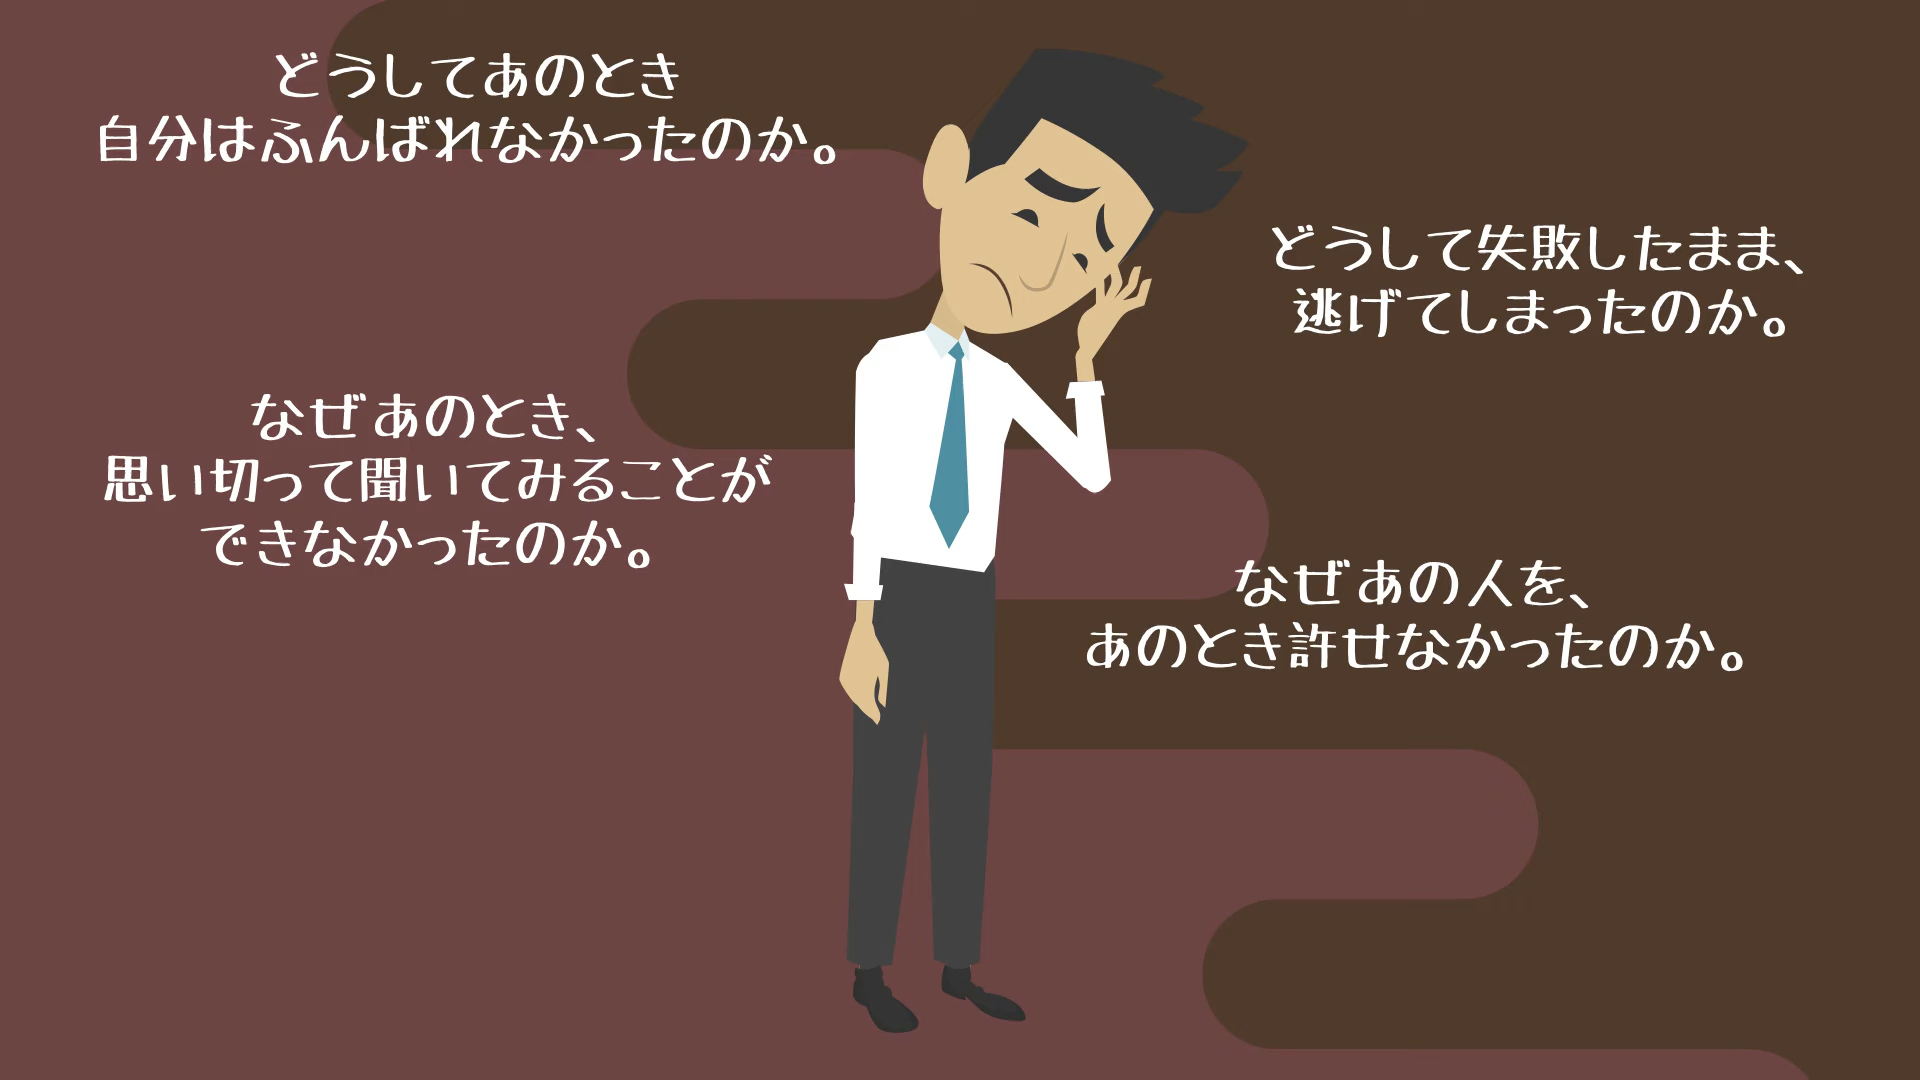 どうしてあのとき
自分はふんばれなかったのか。
どうして失敗したまま、
逃げてしまったのか。
なぜあのとき、
思い切って聞いてみることが
できなかったのか。
なぜあの人を、
あのとき許せなかったのか。